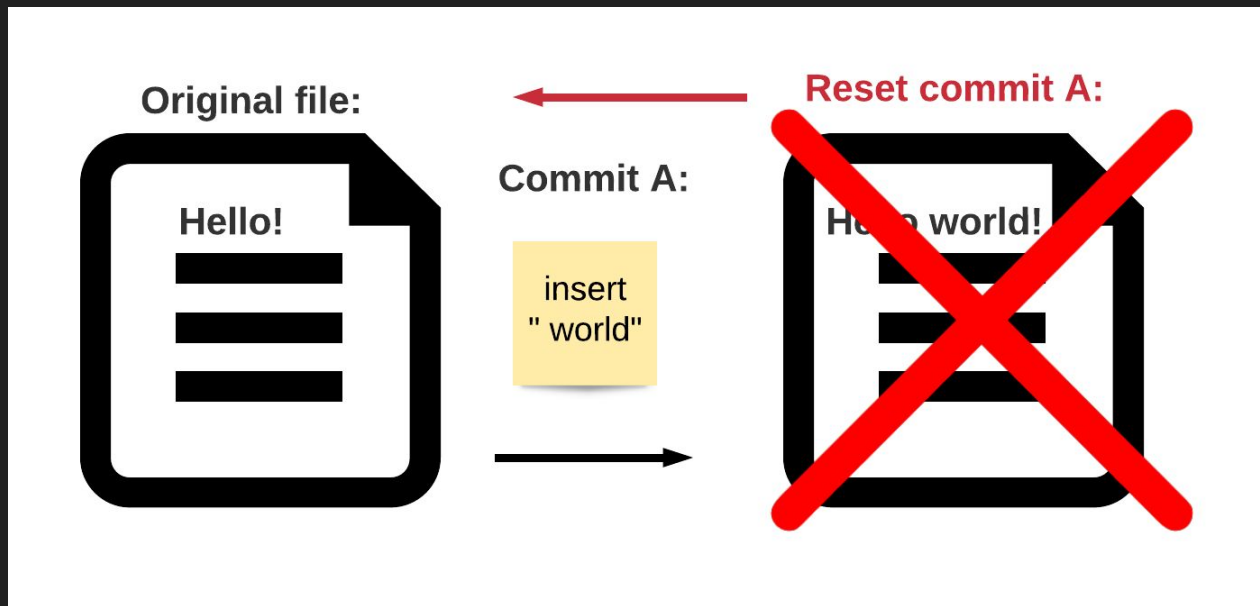 Original file:
Reset commit A:
Commit A:
Hello!
insert
" world"
world!